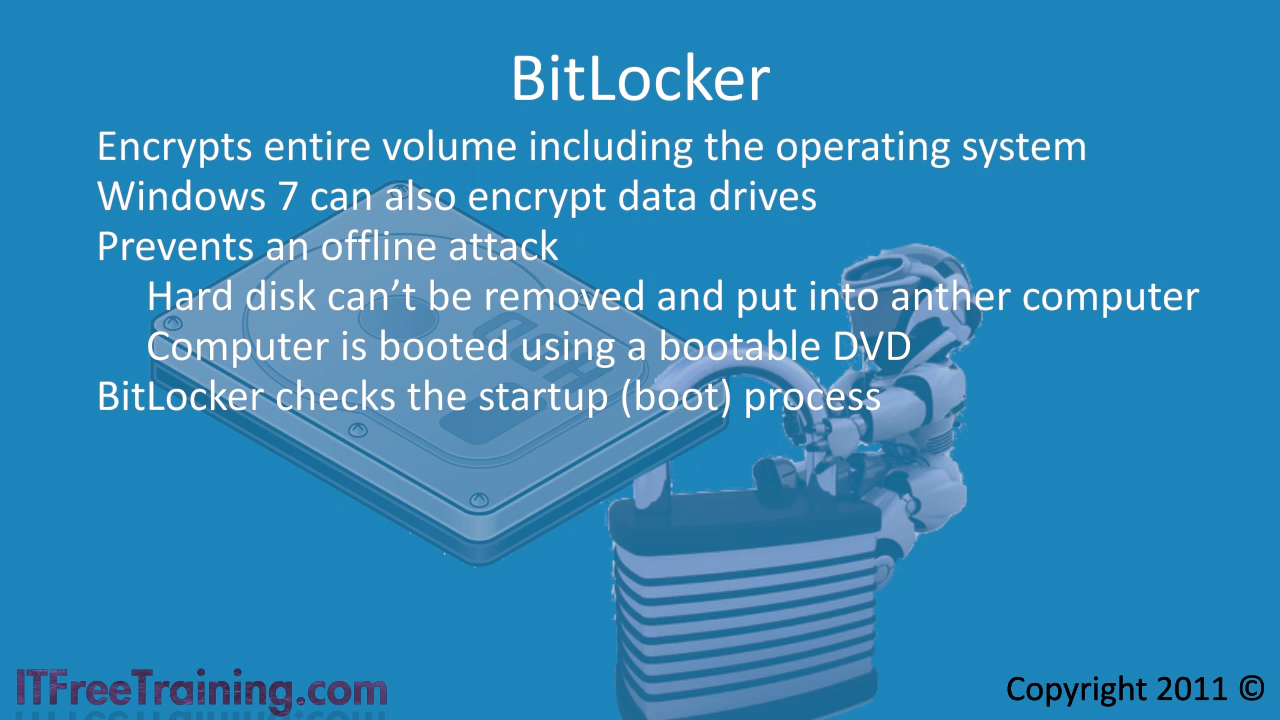 BitLocker
Encrypts entire volume including the operating system
Windows 7 can also encrypt data drives
Prevents an offline attack
Hard disk can’t be removed and put into anther computer
Computer is booted using a bootable DVD
BitLocker checks the startup (boot) process
HSD
ITFreeTraining.com
Copyright 2011 ©